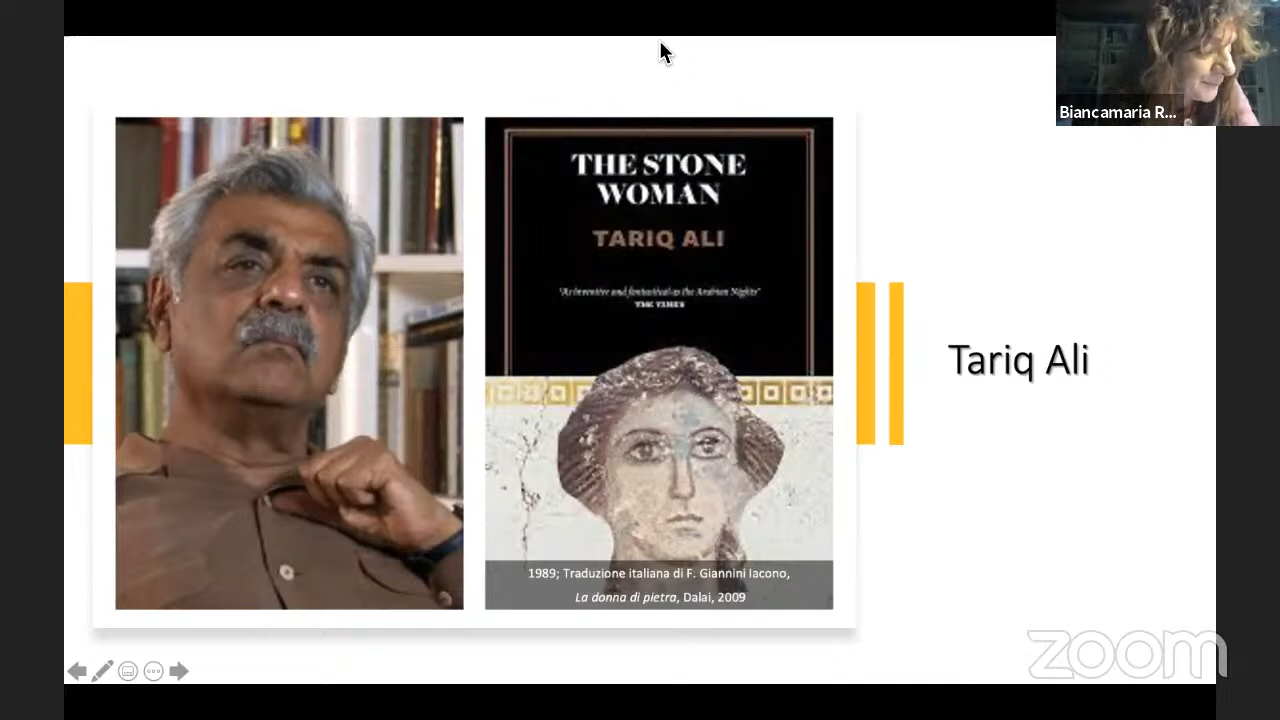 Biancamaria R...
THE STONE
WOMAN
TARIQ ALI
"As inventive and fantastical as the Arabian Nights"
THE TIMES
Tariq Ali
1989; Traduzione italiana di F. Giannini Iacono,
La donna di pietra, Dalai, 2009
zoom